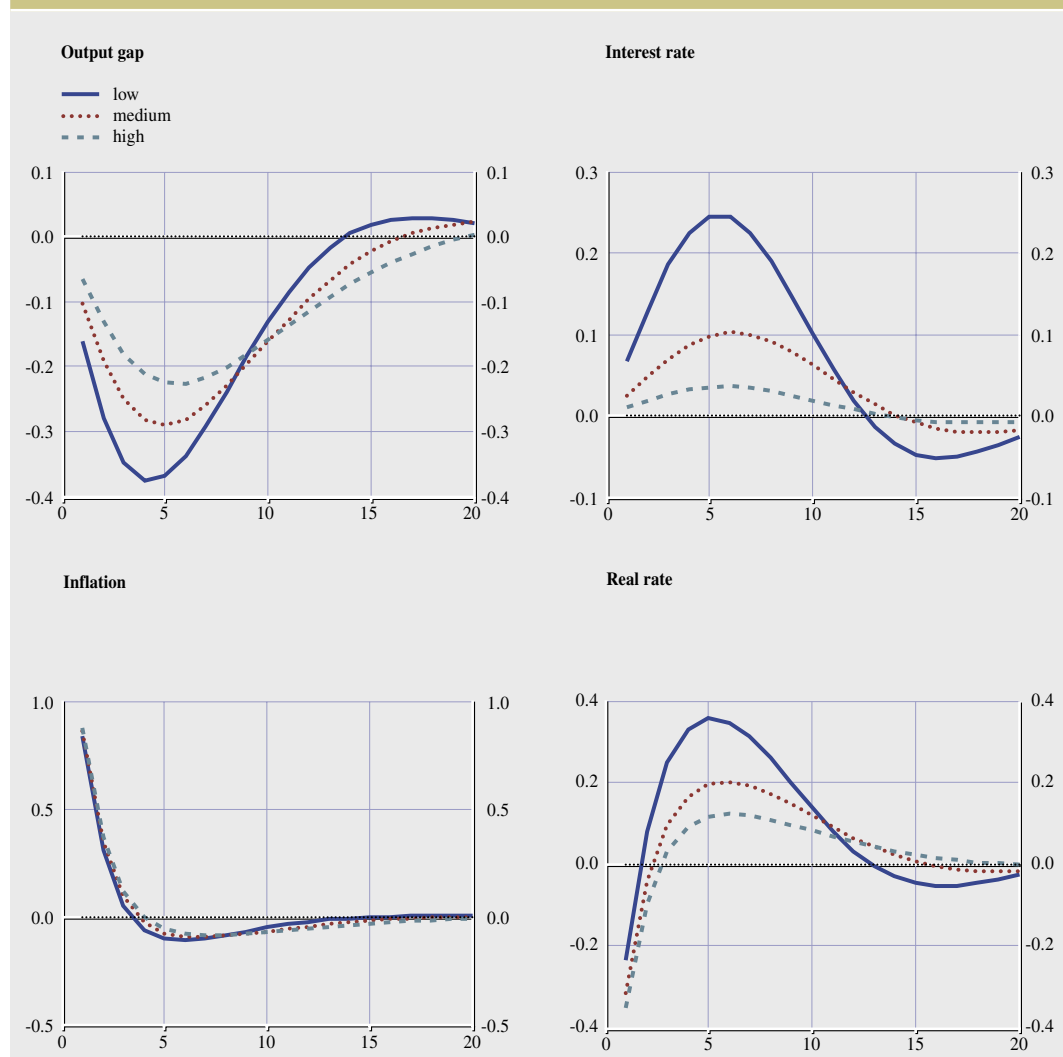 Output gap
low
medium
high
0.1 0.1
0.0 0.0
-0.1 -0.1
-0.2 -0.2
-0.3 -0.3
-0.4 -0.4
0 5 10 15 20
Interest rate
0.3 0.3
0.2 0.2
0.1 0.1
0.0 0.0
-0.1 -0.1
0 5 10 15 20
Inflation
1.0 1.0
0.5 0.5
0.0 0.0
-0.5 -0.5
0 5 10 15 20
Real rate
0.4 0.4
0.2 0.2
0.0 0.0
-0.2 -0.2
-0.4 -0.4
0 5 10 15 20